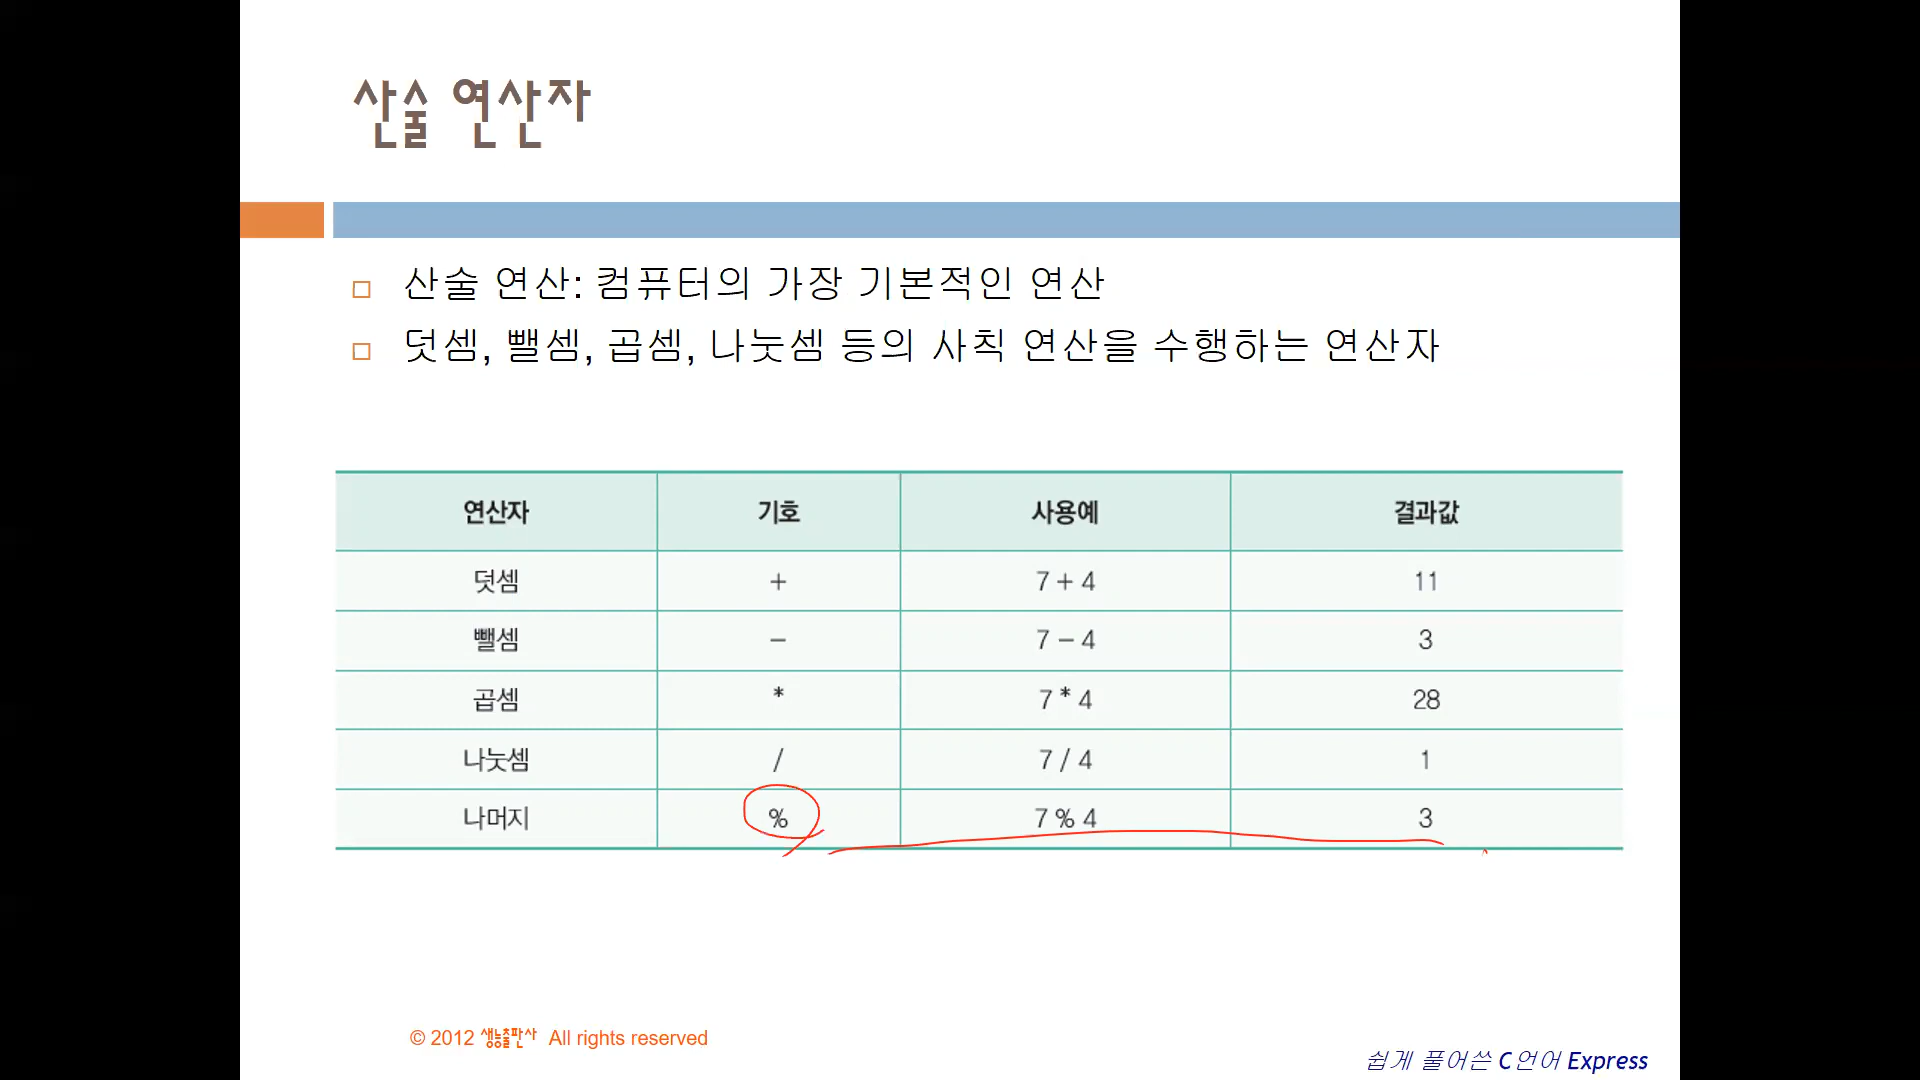 산술 연산자
산술 연산: 컴퓨터의 가장 기본적인 연산
덧셈, 뺄셈, 곱셈, 나눗셈 등의 사칙 연산을 수행하는 연산자
연산자 기호 사용예 결과값
덧셈 + 7 + 4 11
뺄셈 − 7 − 4 3
곱셈 * 7 * 4 28
나눗셈 / 7 / 4 1
나머지 % 7 % 4 3
© 2012 생능출판사 All rights reserved
쉽게 풀어쓴 C언어 Express